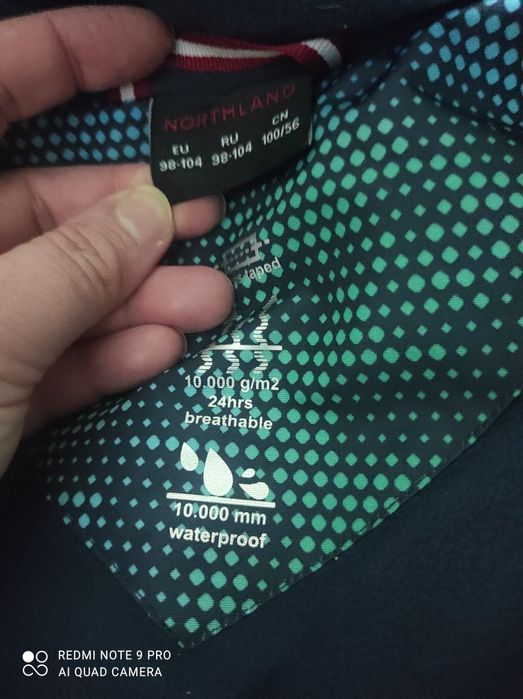 NORTHLAND
EU RU CN
98-104 98-104 100/56
taped
10.000 g/m2
24hrs
breathable
10.000 mm
waterproof
REDMI NOTE 9 PRO
AI QUAD CAMERA